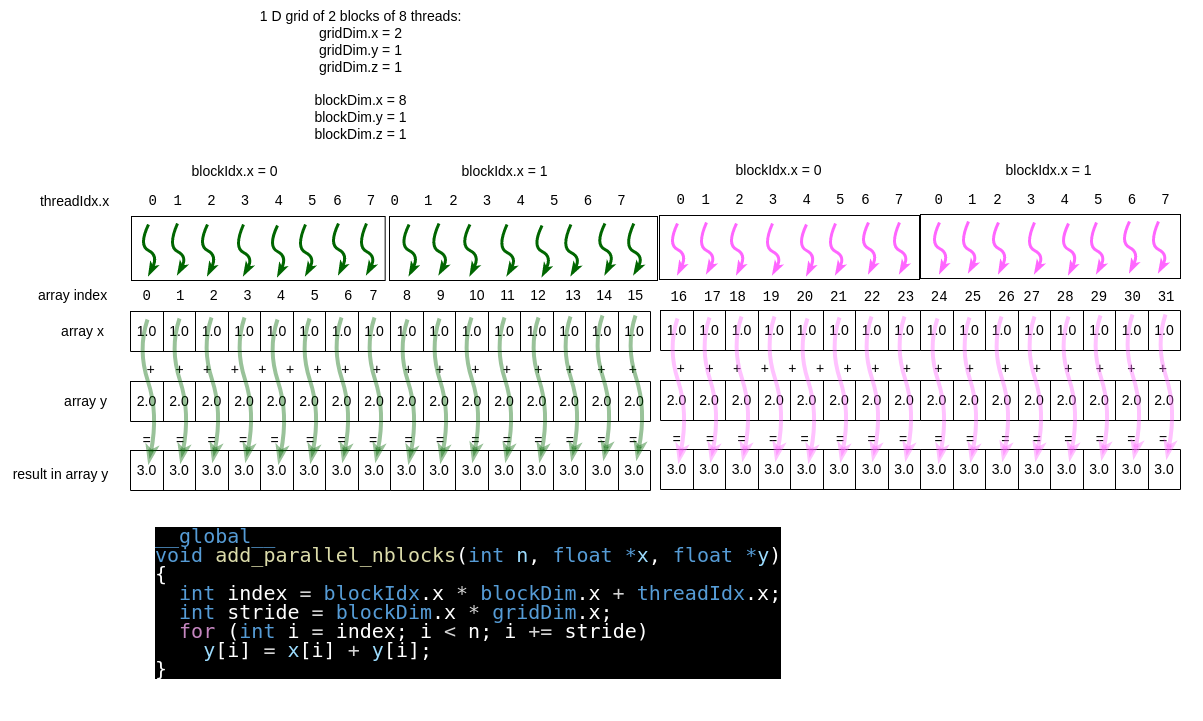 1 D grid of 2 blocks of 8 threads:
gridDim.x = 2
gridDim.y = 1
gridDim.z = 1
blockDim.x = 8
blockDim.y = 1
blockDim.z = 1
blockIdx.x = 0 blockIdx.x = 1 blockIdx.x = 0 blockIdx.x = 1
threadIdx.x 0 1 2 3 4 5 6 7 0 1 2 3 4 5 6 7 0 1 2 3 4 5 6 7 0 1 2 3 4 5 6 7
array index 0 1 2 3 4 5 6 7 8 9 10 11 12 13 14 15 16 17 18 19 20 21 22 23 24 25 26 27 28 29 30 31
array x 1.0 1.0 1.0 1.0 1.0 1.0 1.0 1.0 1.0 1.0 1.0 1.0 1.0 1.0 1.0 1.0 1.0 1.0 1.0 1.0 1.0 1.0 1.0 1.0 1.0 1.0 1.0 1.0 1.0 1.0 1.0 1.0
+ + + + + + + + + + + + + + + + + + + + + + + + + + + + + + + + + +
array y 2.0 2.0 2.0 2.0 2.0 2.0 2.0 2.0 2.0 2.0 2.0 2.0 2.0 2.0 2.0 2.0 2.0 2.0 2.0 2.0 2.0 2.0 2.0 2.0 2.0 2.0 2.0 2.0 2.0 2.0 2.0 2.0
= = = = = = = = = = = = = = = = = = = = = = = = = = = = = = = =
result in array y 3.0 3.0 3.0 3.0 3.0 3.0 3.0 3.0 3.0 3.0 3.0 3.0 3.0 3.0 3.0 3.0 3.0 3.0 3.0 3.0 3.0 3.0 3.0 3.0 3.0 3.0 3.0 3.0 3.0 3.0 3.0 3.0
__global__
void add_parallel_nblocks(int n, float *x, float *y)
{
int index = blockIdx.x * blockDim.x + threadIdx.x;
int stride = blockDim.x * gridDim.x;
for (int i = index; i < n; i += stride)
y[i] = x[i] + y[i];
}